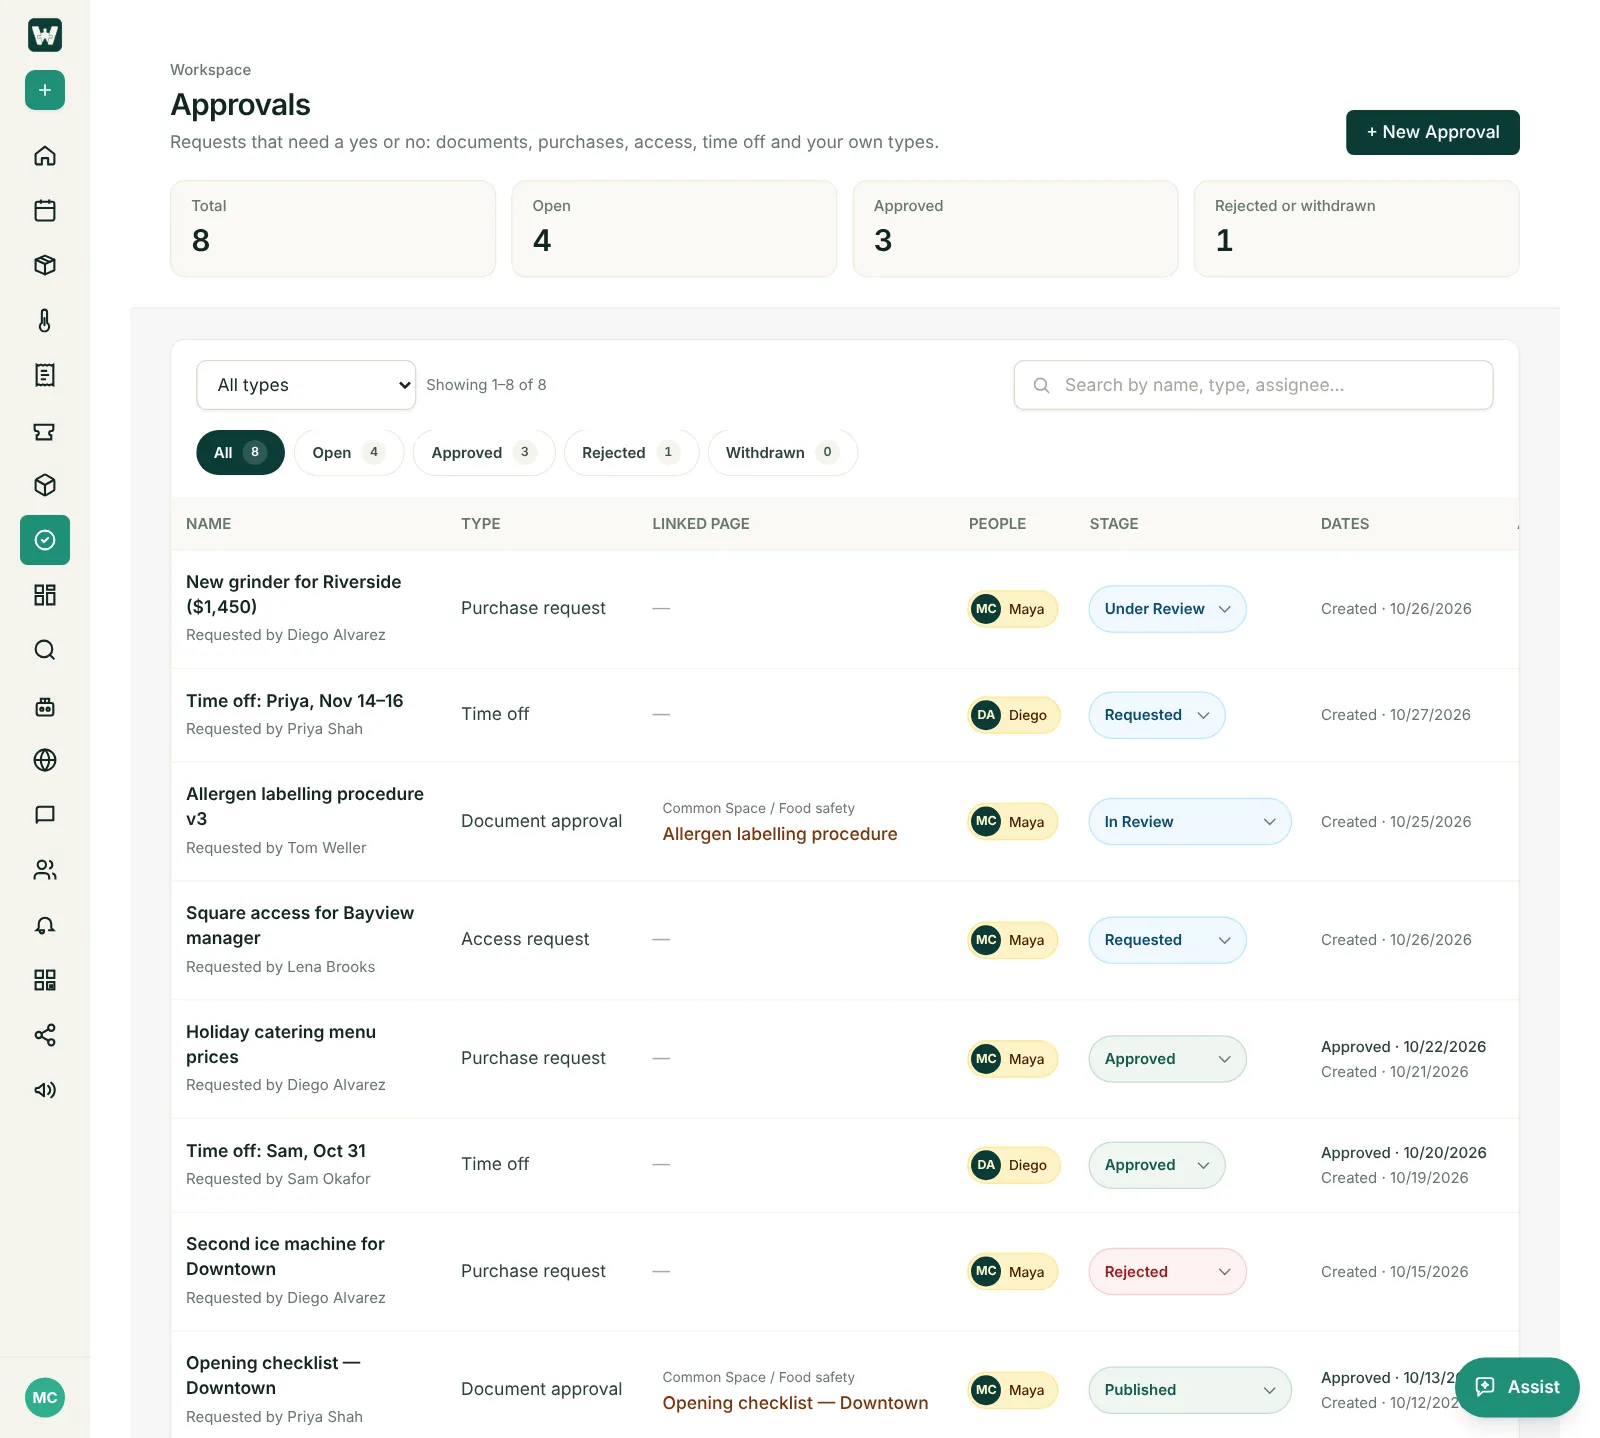 W
+
Workspace
Approvals
Requests that need a yes or no: documents, purchases, access, time off and your own types.
+ New Approval
Total
8
Open
4
Approved
3
Rejected or withdrawn
1
All types
Showing 1–8 of 8
Search by name, type, assignee...
All 8
Open 4
Approved 3
Rejected 1
Withdrawn 0
NAME TYPE LINKED PAGE PEOPLE STAGE DATES
New grinder for Riverside
($1,450)
Requested by Diego Alvarez
Purchase request
—
MC Maya
Under Review
Created · 10/26/2026
Time off: Priya, Nov 14–16
Requested by Priya Shah
Time off
—
DA Diego
Requested
Created · 10/27/2026
Allergen labelling procedure
v3
Requested by Tom Weller
Document approval
Common Space / Food safety
Allergen labelling procedure
MC Maya
In Review
Created · 10/25/2026
Square access for Bayview
manager
Requested by Lena Brooks
Access request
—
MC Maya
Requested
Created · 10/26/2026
Holiday catering menu
prices
Requested by Diego Alvarez
Purchase request
—
MC Maya
Approved
Approved · 10/22/2026
Created · 10/21/2026
Time off: Sam, Oct 31
Requested by Sam Okafor
Time off
—
DA Diego
Approved
Approved · 10/20/2026
Created · 10/19/2026
Second ice machine for
Downtown
Requested by Diego Alvarez
Purchase request
—
MC Maya
Rejected
Created · 10/15/2026
Opening checklist —
Downtown
Requested by Priya Shah
Document approval
Common Space / Food safety
Opening checklist — Downtown
MC Maya
Published
Approved · 10/13/2
Created · 10/12/202
Assist
MC